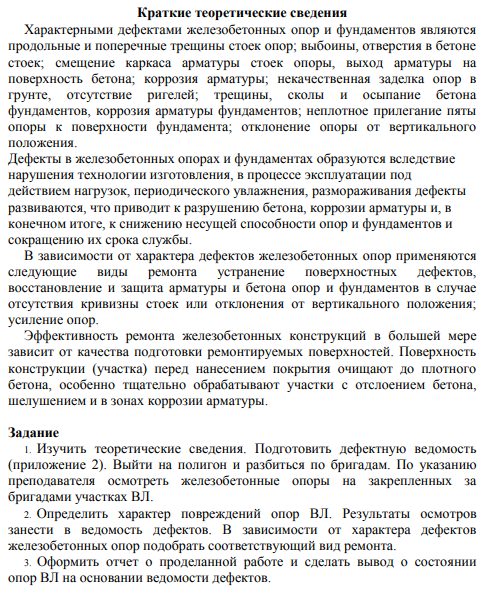 Краткие теоретические сведения
Характерными дефектами железобетонных опор и фундаментов являются
продольные и поперечные трещины стоек опор; выбоины, отверстия в бетоне
стоек; смещение каркаса арматуры стоек опоры, выход арматуры на
поверхность бетона; коррозия арматуры; некачественная заделка опор в
грунте, отсутствие ригелей; трещины, сколы и осыпание бетона
фундаментов, коррозия арматуры фундаментов; неплотное прилегание пяты
опоры к поверхности фундамента; отклонение опоры от вертикального
положения.
Дефекты в железобетонных опорах и фундаментах образуются вследствие
нарушения технологии изготовления, в процессе эксплуатации под
действием нагрузок, периодического увлажнения, размораживания дефекты
развиваются, что приводит к разрушению бетона, коррозии арматуры и, в
конечном итоге, к снижению несущей способности опор и фундаментов и
сокращению их срока службы.
В зависимости от характера дефектов железобетонных опор применяются
следующие виды ремонта устранение поверхностных дефектов,
восстановление и защита арматуры и бетона опор и фундаментов в случае
отсутствия кривизны стоек или отклонения от вертикального положения;
усиление опор.
Эффективность ремонта железобетонных конструкций в большей мере
зависит от качества подготовки ремонтируемых поверхностей. Поверхность
конструкции (участка) перед нанесением покрытия очищают до плотного
бетона, особенно тщательно обрабатывают участки с отслоением бетона,
шелушением и в зонах коррозии арматуры.
Задание
1. Изучить теоретические сведения. Подготовить дефектную ведомость
(приложение 2). Выйти на полигон и разбиться по бригадам. По указанию
преподавателя осмотреть железобетонные опоры на закрепленных за
бригадами участках ВЛ.
2. Определить характер повреждений опор ВЛ. Результаты осмотров
занести в ведомость дефектов. В зависимости от характера дефектов
железобетонных опор подобрать соответствующий вид ремонта.
3. Оформить отчет о проделанной работе и сделать вывод о состоянии
опор ВЛ на основании ведомости дефектов.